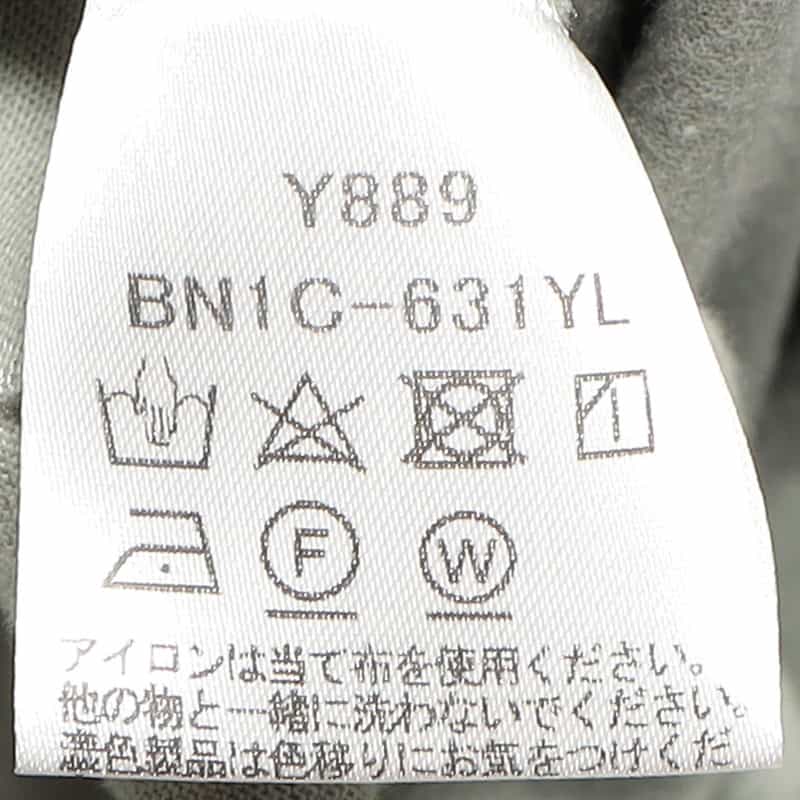 Y889
BN1C-631YL
F W
アイロンは当て布を使用ください。
他の物と一緒に洗わないでください。
濃色製品は色移りにお気をつけくだ